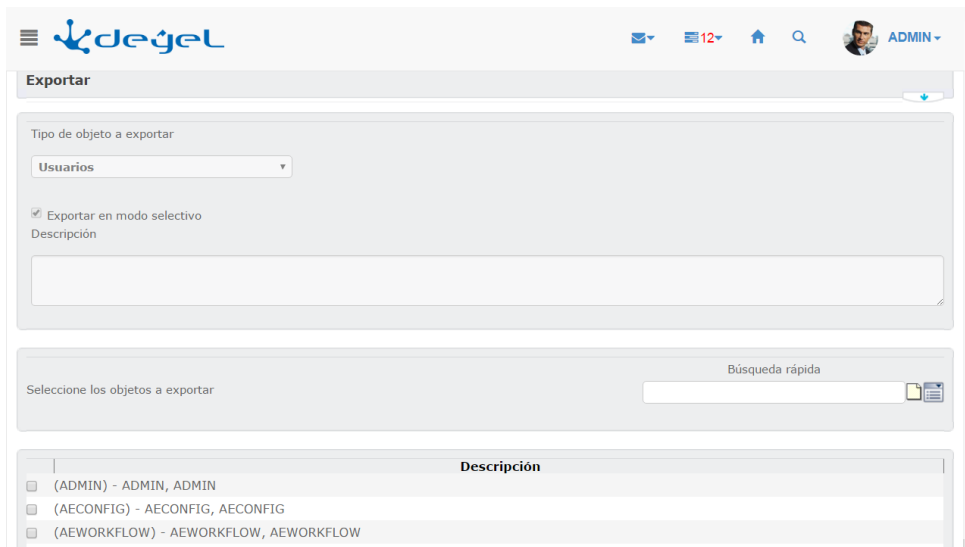 deyel
12
ADMIN
Exportar
Tipo de objeto a exportar
Usuarios
Exportar en modo selectivo
Descripción
Búsqueda rápida
Seleccione los objetos a exportar
Descripción
(ADMIN) - ADMIN, ADMIN
(AECONFIG) - AECONFIG, AECONFIG
(AEWORKFLOW) - AEWORKFLOW, AEWORKFLOW